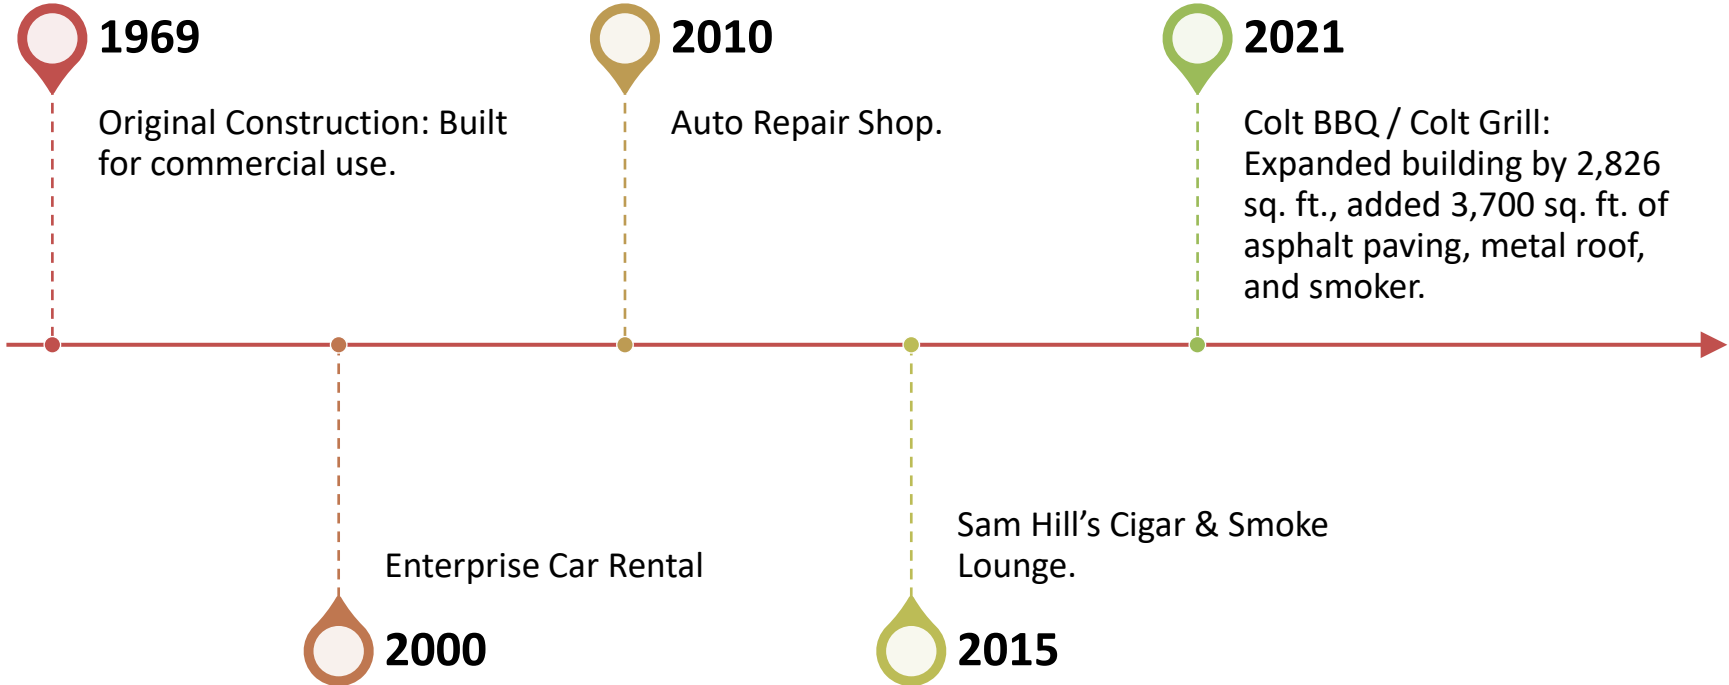 1969
Original Construction: Built
for commercial use.
2000
Enterprise Car Rental
2010
Auto Repair Shop.
2015
Sam Hill’s Cigar & Smoke
Lounge.
2021
Colt BBQ / Colt Grill:
Expanded building by 2,826
sq. ft., added 3,700 sq. ft. of
asphalt paving, metal roof,
and smoker.